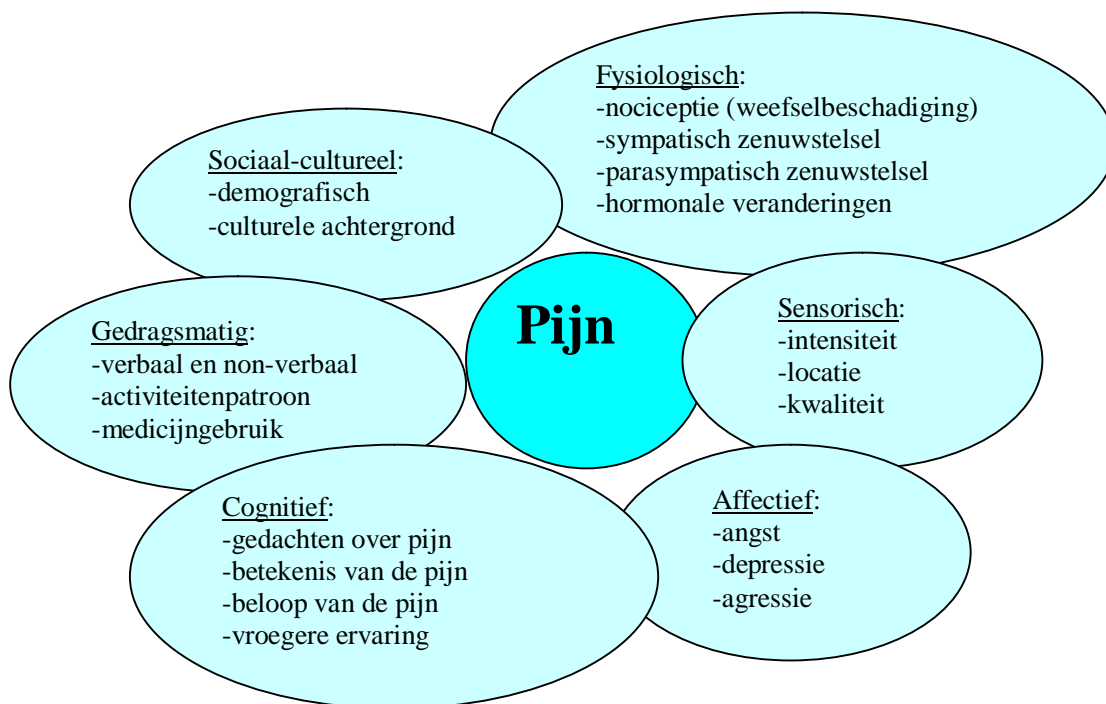 Fysiologisch:
-nociceptie (weefselbeschadiging)
-sympatisch zenuwstelsel
-parasympatisch zenuwstelsel
-hormonale veranderingen
Sociaal-cultureel:
-demografisch
-culturele achtergrond
Pijn
Sensorisch:
-intensiteit
-locatie
-kwaliteit
Gedragsmatig:
-verbaal en non-verbaal
-activiteitenpatroon
-medicijngebruik
Cognitief:
-gedachten over pijn
-betekenis van de pijn
-beloop van de pijn
-vroegere ervaring
Affectief:
-angst
-depressie
-agressie